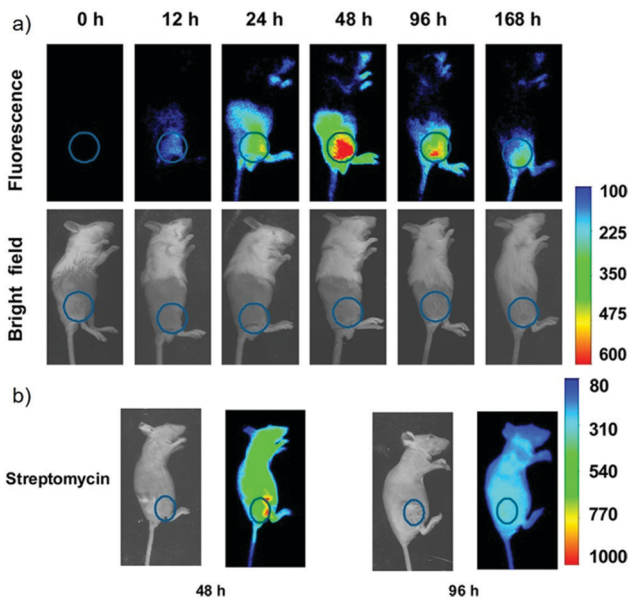 a)
0 h 12 h 24 h 48 h 96 h 168 h
Fluorescence
Bright field
100
225
350
475
600
b)
Streptomycin
80
310
540
770
1000
48 h 96 h